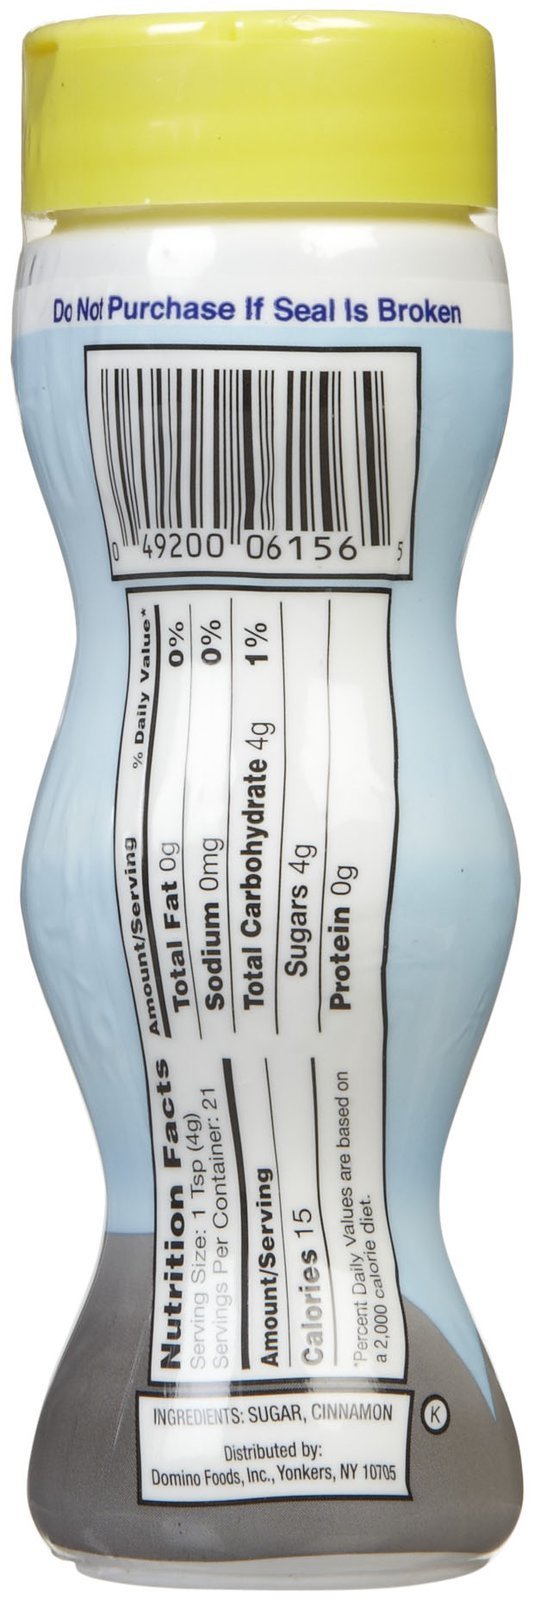 Do Not Purchase If Seal Is Broken
0 49200 06156 5
Nutrition Facts
Serving Size: 1 Tsp (4g)
Servings Per Container: 21
Amount/Serving
Calories 15
*Percent Daily Values are based on
a 2,000 calorie diet.
Amount/Serving % Daily Value*
Total Fat 0g 0%
Sodium 0mg 0%
Total Carbohydrate 4g 1%
Sugars 4g
Protein 0g
INGREDIENTS: SUGAR, CINNAMON
Distributed by:
Domino Foods, Inc., Yonkers, NY 10705
K